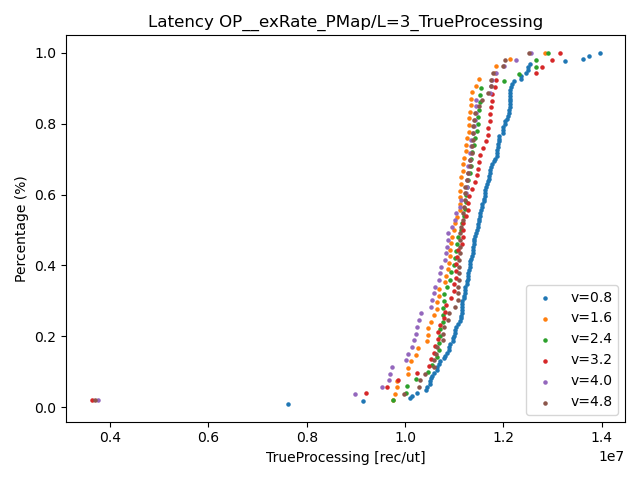 Latency OP__exRate_PMap/L=3_TrueProcessing
1.0
0.8
0.6
0.4
0.2
0.0
Percentage (%)
v=0.8
v=1.6
v=2.4
v=3.2
v=4.0
v=4.8
0.4 0.6 0.8 1.0 1.2 1.4
1e7
TrueProcessing [rec/ut]